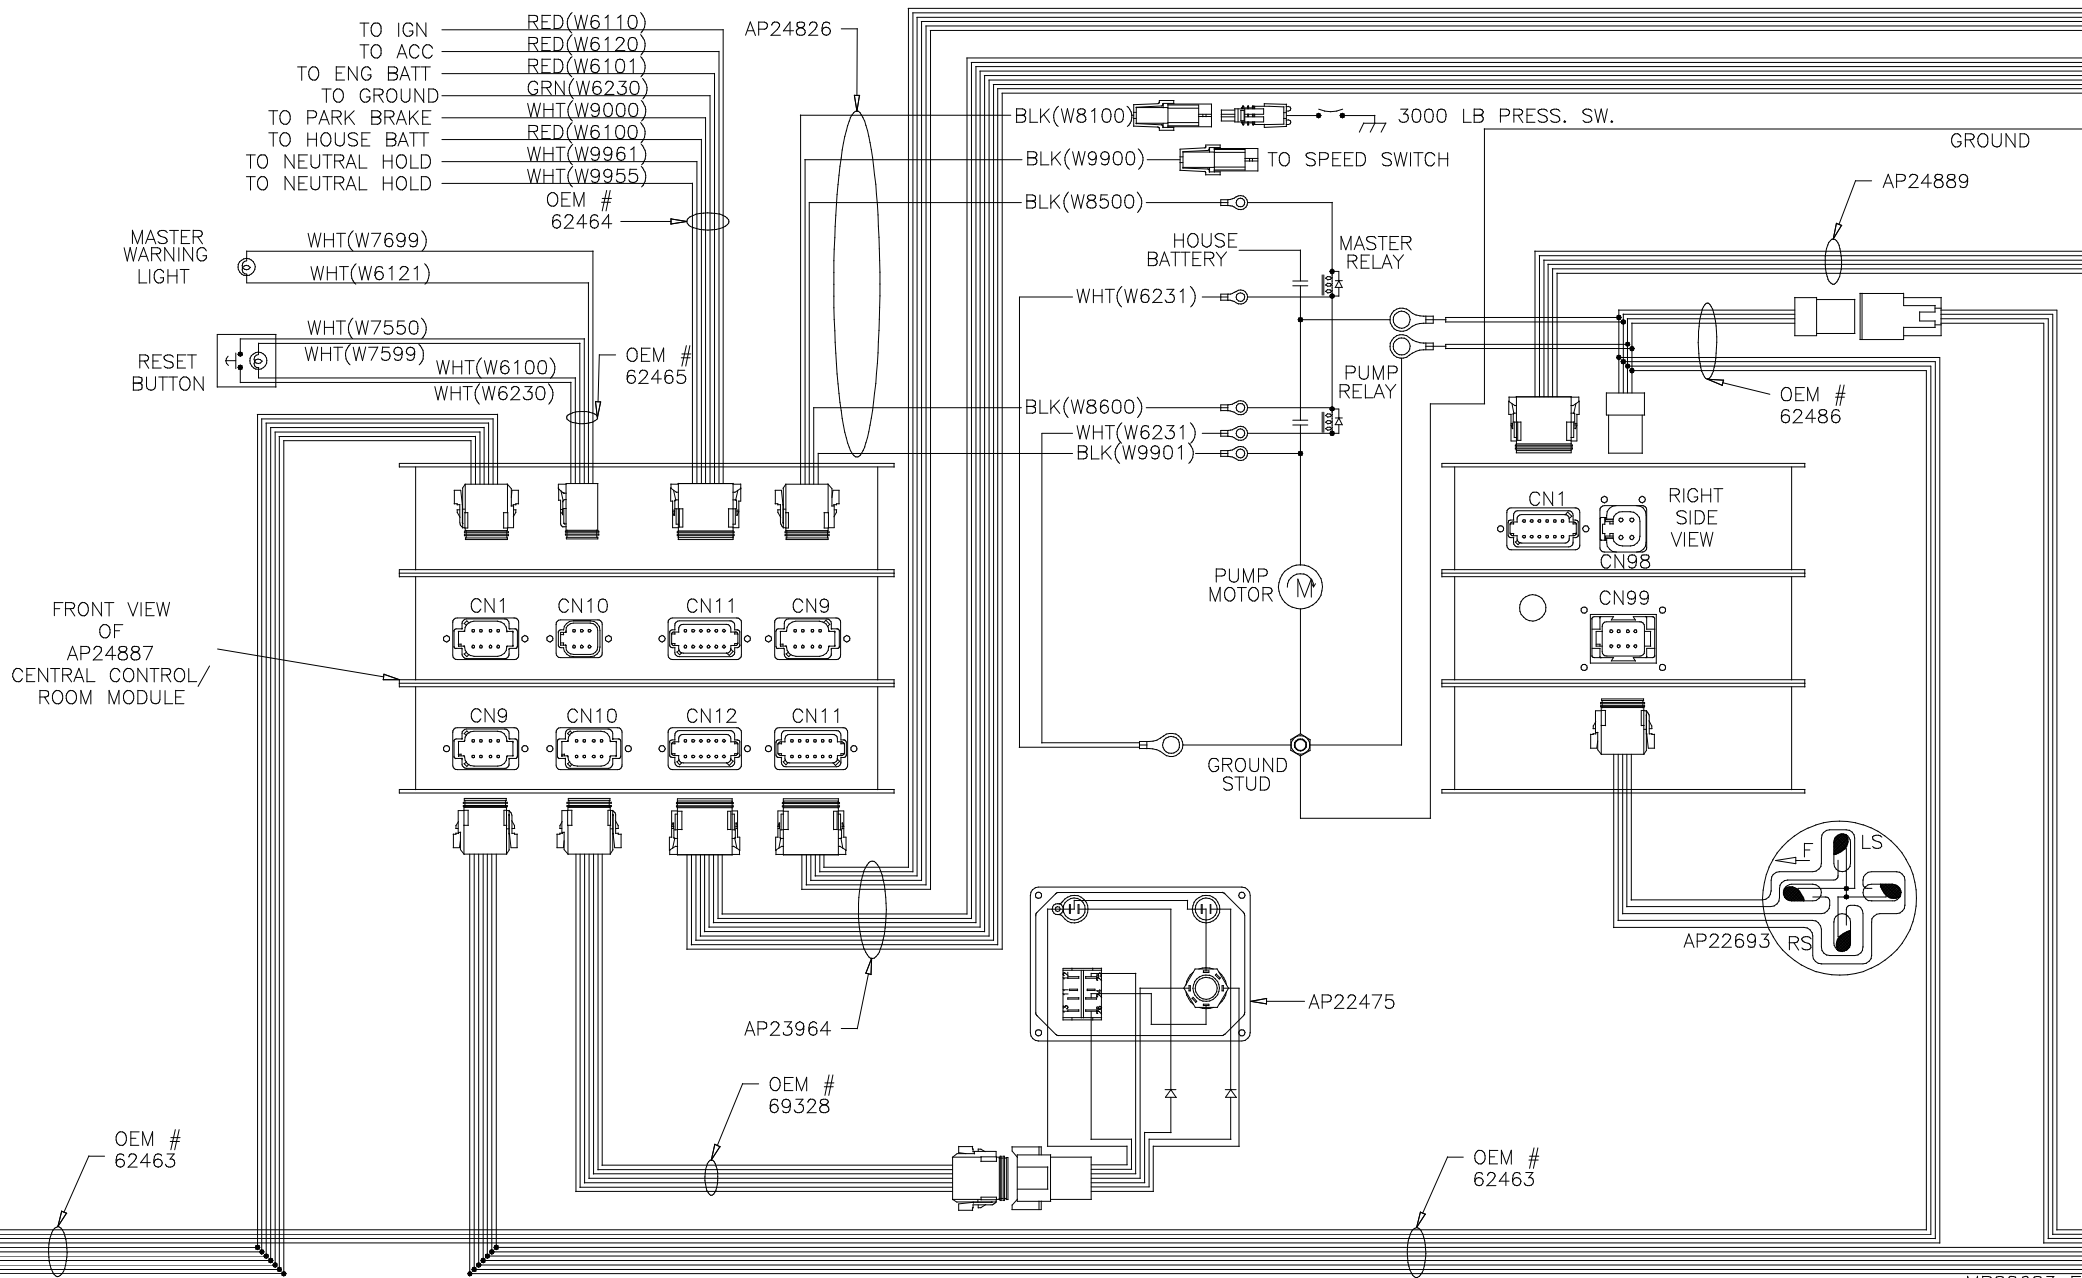 TO IGN RED(W6110)
TO ACC RED(W6120)
TO ENG BATT RED(W6101)
TO GROUND GRN(W6230)
TO PARK BRAKE WHT(W9000)
TO HOUSE BATT RED(W6100)
TO NEUTRAL HOLD WHT(W9961)
TO NEUTRAL HOLD WHT(W9955)
OEM #
62464
AP24826
BLK(W8100)
3000 LB PRESS. SW.
GROUND
BLK(W9900)
TO SPEED SWITCH
AP24889
BLK(W8500)
MASTER
WARNING
LIGHT
WHT(W7699)
WHT(W6121)
HOUSE
BATTERY
MASTER
RELAY
WHT(W6231)
RESET
BUTTON
WHT(W7550)
WHT(W7599)
WHT(W6100)
WHT(W6230)
OEM #
62465
PUMP
RELAY
OEM #
62486
BLK(W8600)
WHT(W6231)
BLK(W9901)
CN1
RIGHT
SIDE
VIEW
CN98
PUMP
MOTOR
M
CN99
FRONT VIEW
OF
AP24887
CENTRAL CONTROL/
ROOM MODULE
CN1
CN10
CN11
CN9
CN9
CN10
CN12
CN11
GROUND
STUD
F
LS
AP22693
RS
AP22475
AP23964
OEM #
69328
OEM #
62463
OEM #
62463